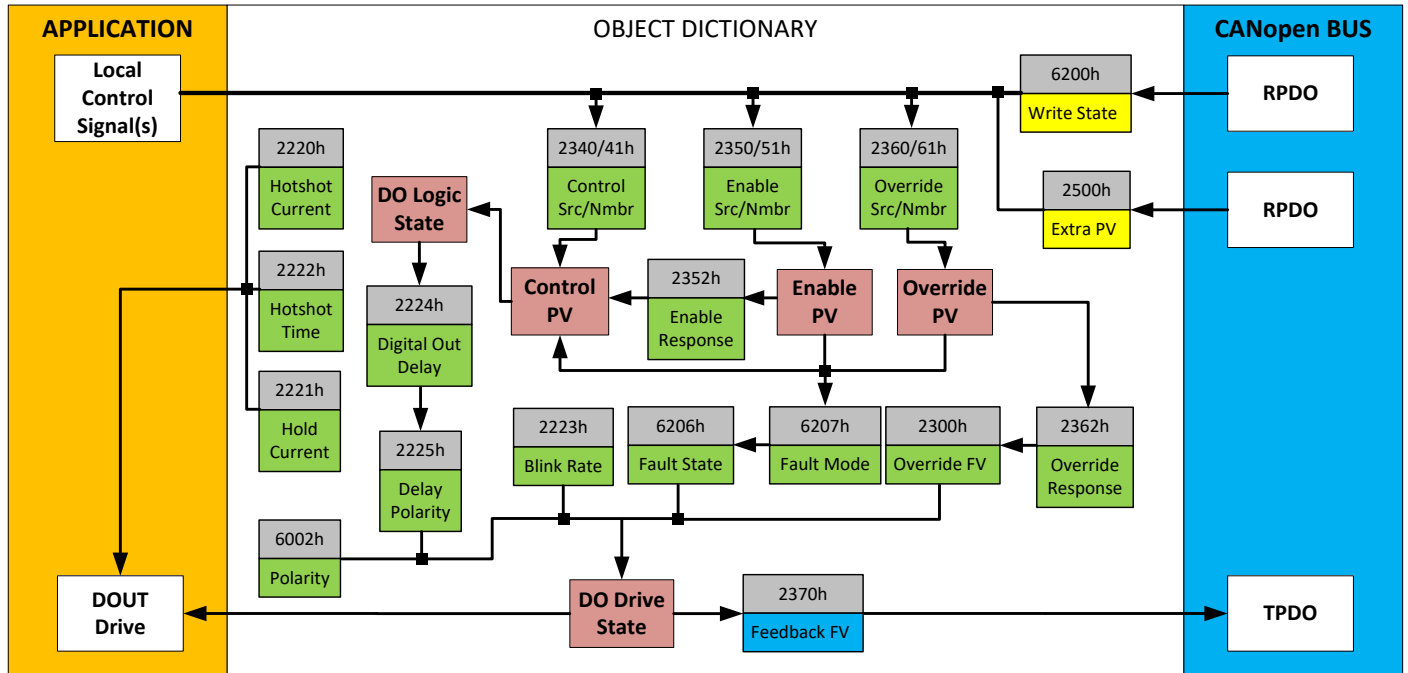 APPLICATION
OBJECT DICTIONARY
CANopen BUS
Local
Control
Signal(s)
6200h
Write State
RPDO
2220h
Hotshot
Current
2340/41h
Control
Src/Nmbr
2350/51h
Enable
Src/Nmbr
2360/61h
Override
Src/Nmbr
2500h
Extra PV
RPDO
DO Logic
State
2222h
Hotshot
Time
2224h
Digital Out
Delay
Control
PV
2352h
Enable
Response
Enable
PV
Override
PV
2221h
Hold
Current
2225h
Delay
Polarity
2223h
Blink Rate
6206h
Fault State
6207h
Fault Mode
2300h
Override FV
2362h
Override
Response
6002h
Polarity
DOUT
Drive
DO Drive
State
2370h
Feedback FV
TPDO